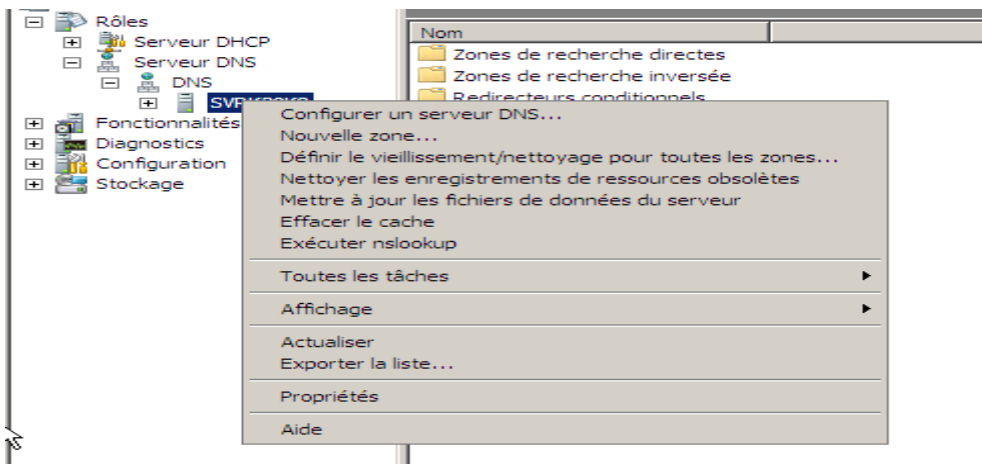 Rôles
Serveur DHCP
Serveur DNS
DNS
Fonctionnalités
Diagnostics
Configuration
Stockage
Nom
Zones de recherche directes
Zones de recherche inversée
Redirecteurs conditionnels
Configurer un serveur DNS...
Nouvelle zone...
Définir le vieillissement/nettoyage pour toutes les zones...
Nettoyer les enregistrements de ressources obsolètes
Mettre à jour les fichiers de données du serveur
Effacer le cache
Exécuter nslookup
Toutes les tâches
Affichage
Actualiser
Exporter la liste...
Propriétés
Aide